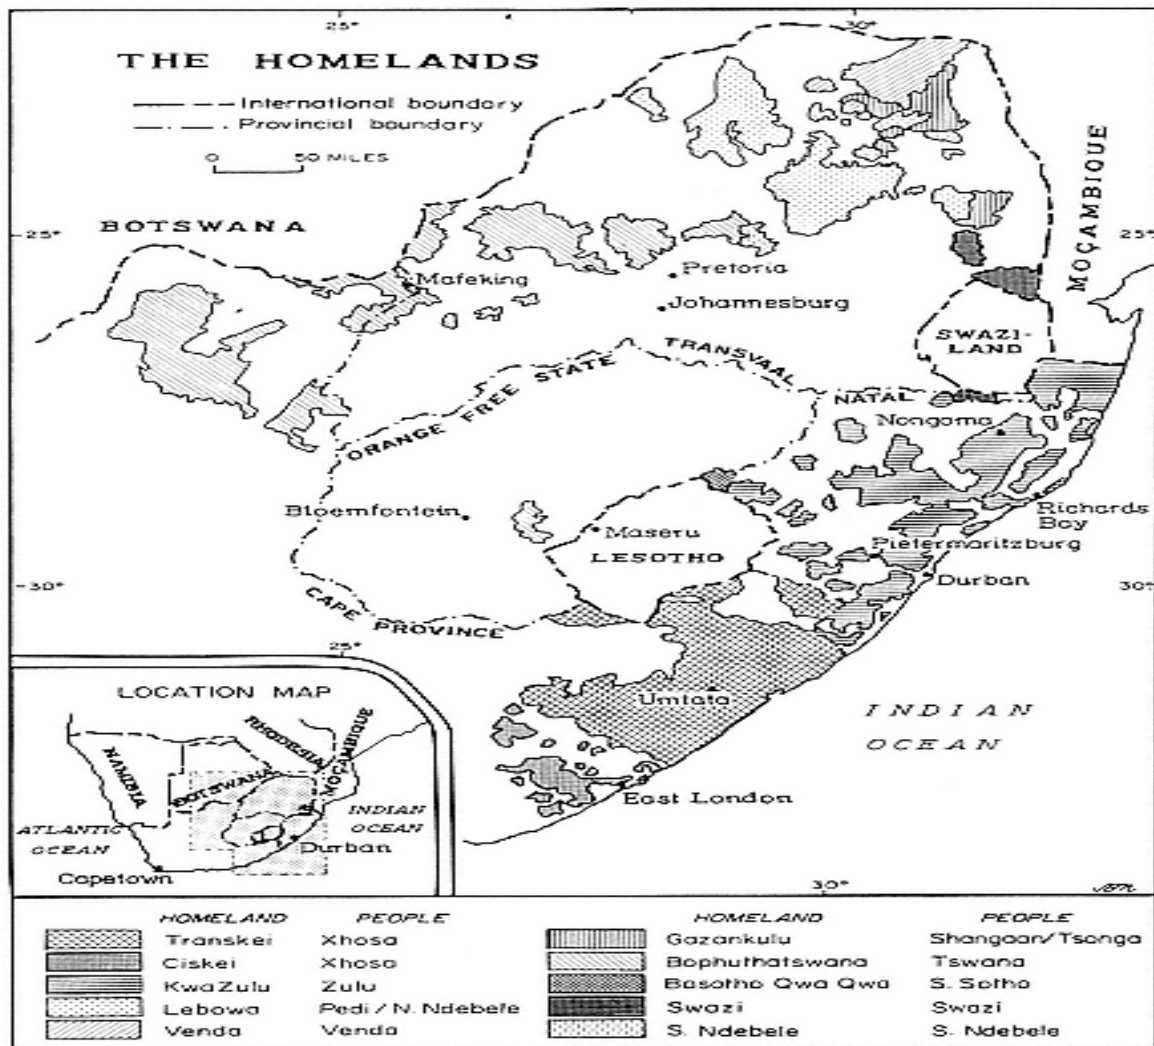 25° 30°
THE HOMELANDS
International boundary
Provincial boundary
0 50 MILES
MOÇAMBIQUE
BOTSWANA
25° 25°
Mafeking
Pretoria
Johannesburg
SWAZI-
LAND
TRANSVAAL
ORANGE FREE STATE
NATAL
Nongoma
Bloemfontein
Maseru
LESOTHO
Richards
Bay
Pietermaritzburg
Durban
30° 30°
CAPE PROVINCE
25°
Umtata
INDIAN
OCEAN
East London
30°
LOCATION MAP
NAMIBIA
BOTSWANA
RHODESIA
MOÇAMBIQUE
ATLANTIC
OCEAN
INDIAN
OCEAN
Durban
Capetown
HOMELAND PEOPLE HOMELAND PEOPLE
Transkei Xhosa Gazankulu Shangaan/Tsonga
Ciskei Xhosa Bophuthatswana Tswana
KwaZulu Zulu Basotho Qwa Qwa S. Sotho
Lebowa Pedi / N. Ndebele Swazi Swazi
Venda Venda S. Ndebele S. Ndebele